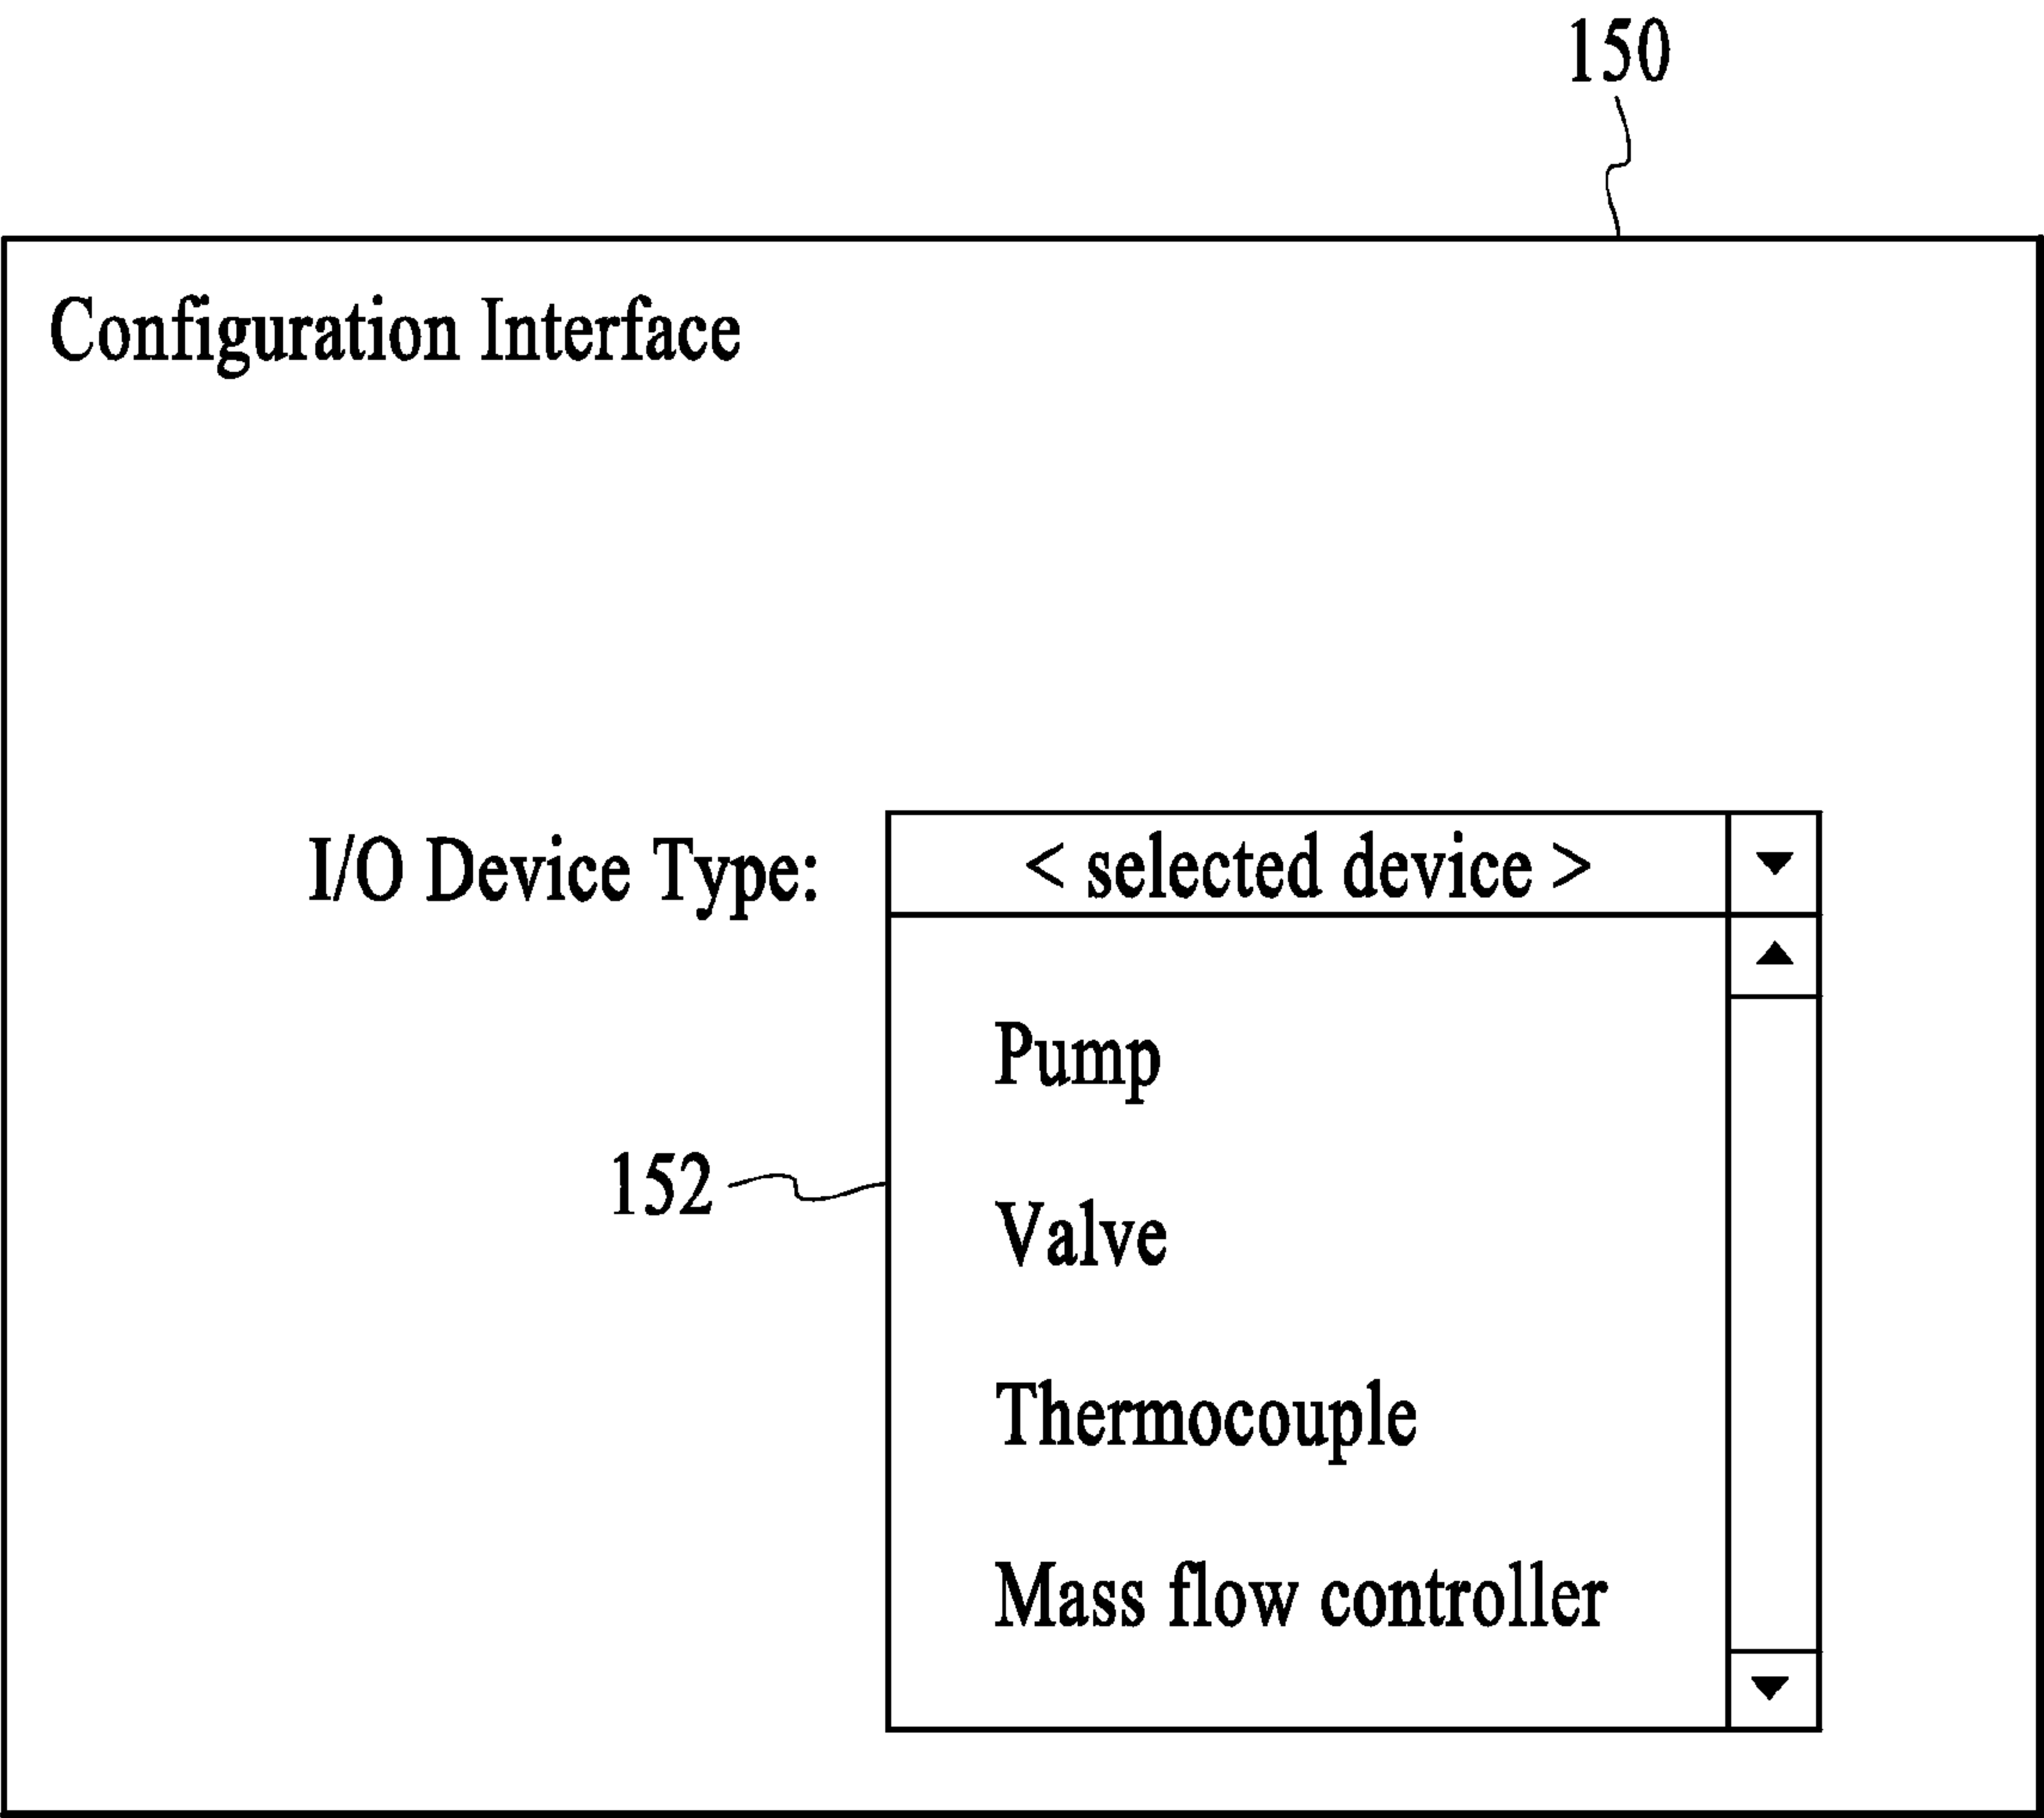 150
Configuration Interface
I/O Device Type: < selected device >
Pump
152
Valve
Thermocouple
Mass flow controller